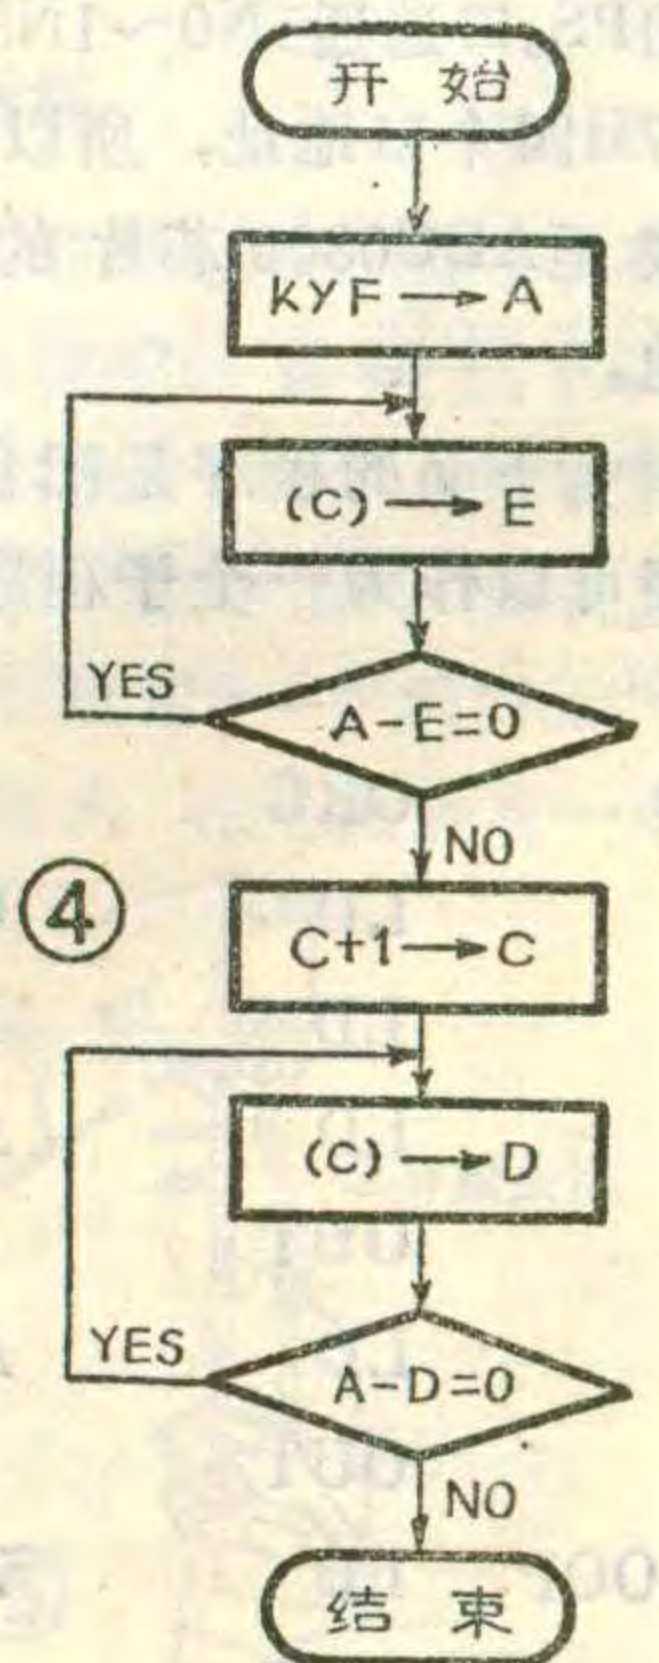 开 始
KYF → A
(C) → E
YES
A-E=0
NO
④
C+1 → C
(C) → D
YES
A-D=0
NO
结 束